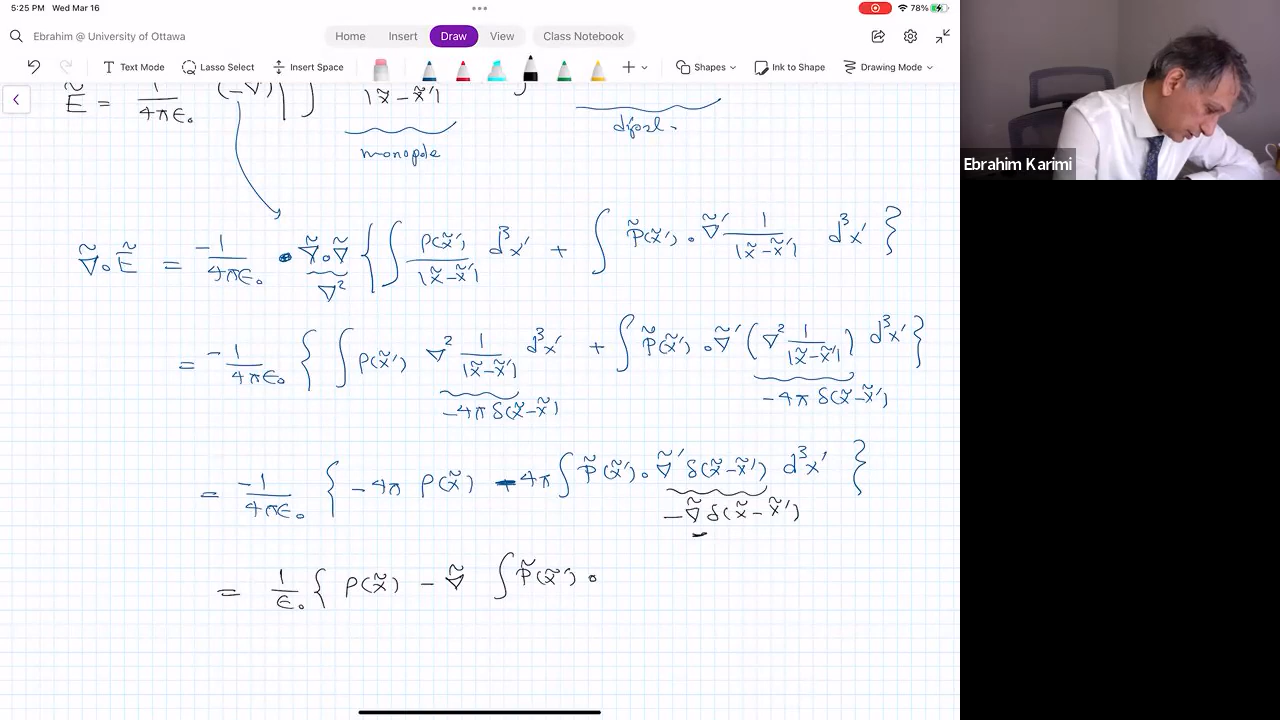 5:25 PM Wed Mar 16
78%
Ebrahim @ University of Ottawa
Home Insert Draw View Class Notebook
Text Mode Lasso Select Insert Space Shapes Ink to Shape Drawing Mode
Ẽ = 1/4πε₀ (-∇) { ∫ |x̃-x̃'|
monopole
Ebrahim Karimi
∇̃∘Ẽ = -1/4πε₀ · ∇̃∘∇̃ { ∫ ρ(x̃')/|x̃-x̃'| d³x' + ∫ P̃(x̃')∘∇̃' 1/|x̃-x̃'| d³x' }
∇²
= -1/4πε₀ { ∫ ρ(x̃') ∇² 1/|x̃-x̃'| d³x' + ∫ P̃(x̃')∘∇̃' (∇² 1/|x̃-x̃'|) d³x' }
-4π δ(x̃-x̃') -4π δ(x̃-x̃')
= -1/4πε₀ { -4π ρ(x̃) - 4π ∫ P̃(x̃')∘∇̃' δ(x̃-x̃') d³x' }
-∇̃ δ(x̃-x̃')
= 1/ε₀ { ρ(x̃) - ∇̃ ∫ P̃(x̃')∘